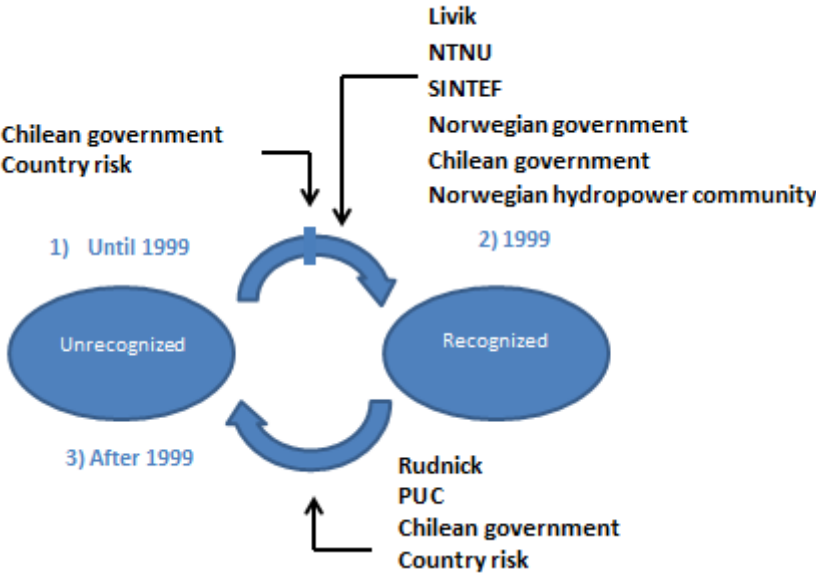 Livik
NTNU
SINTEF
Norwegian government
Chilean government
Norwegian hydropower community
Chilean government
Country risk
1) Until 1999
2) 1999
Unrecognized
Recognized
3) After 1999
Rudnick
PUC
Chilean government
Country risk